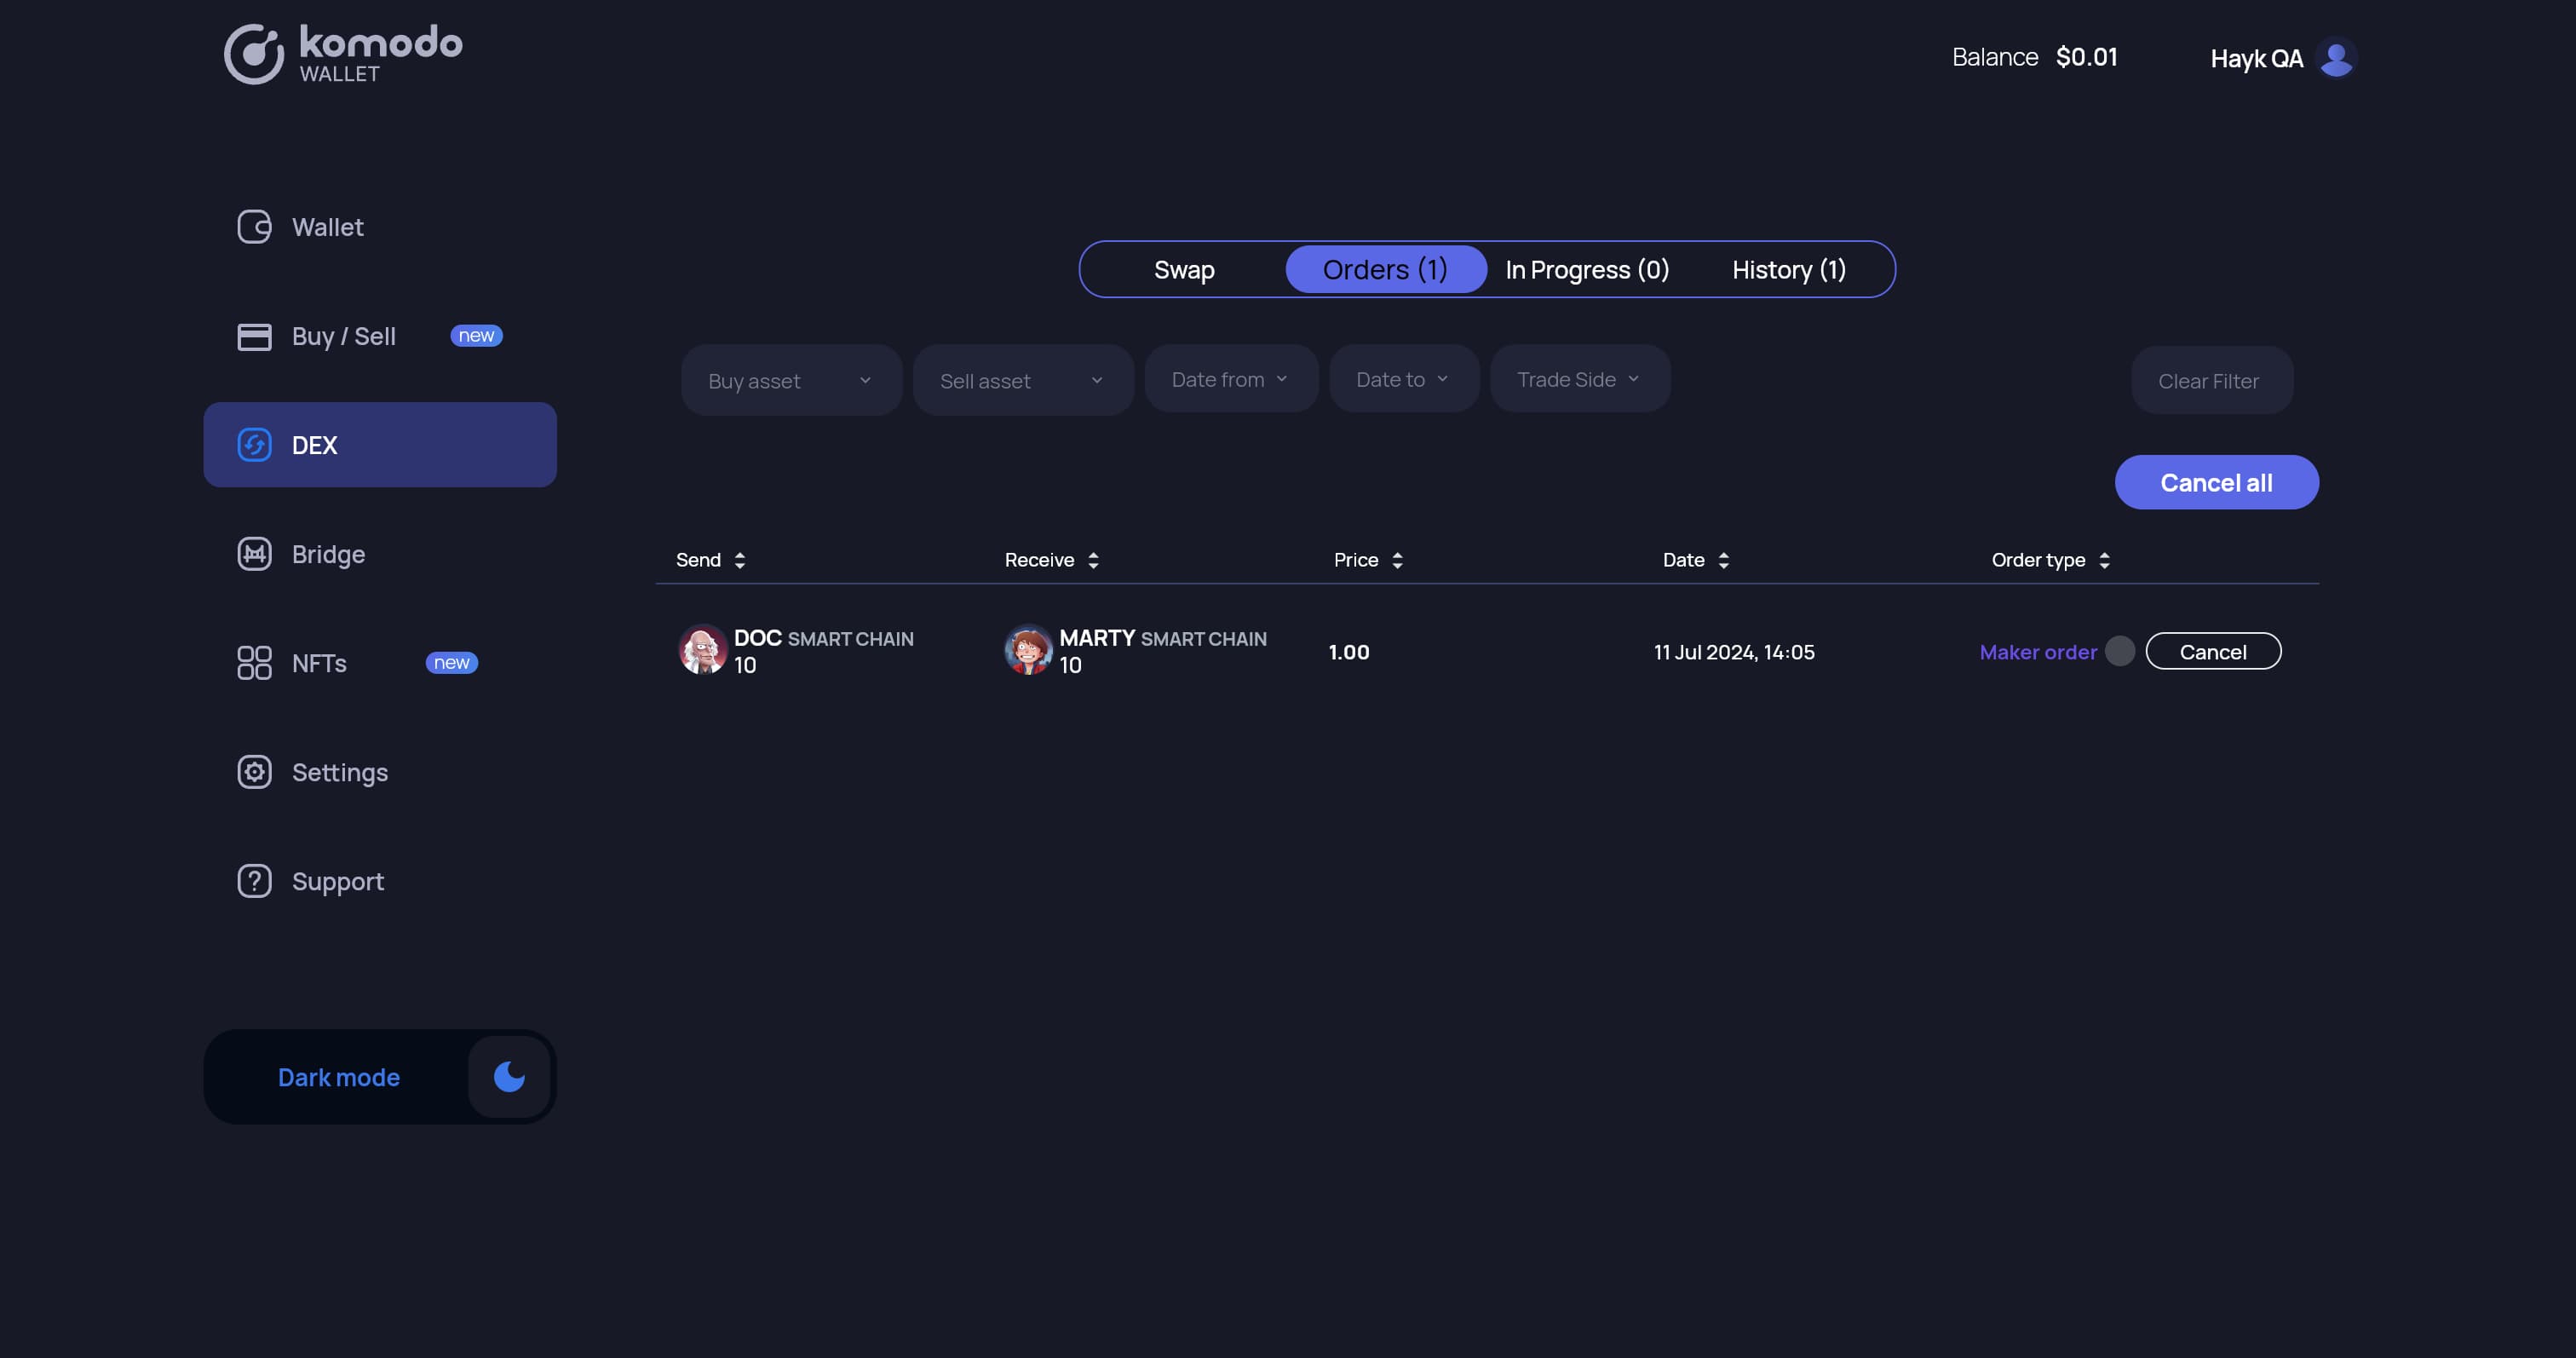 komodo
WALLET
Balance $0.01
Hayk QA
Wallet
Buy / Sell new
DEX
Bridge
NFTs new
Settings
Support
Dark mode
Swap Orders (1) In Progress (0) History (1)
Buy asset Sell asset Date from Date to Trade Side Clear Filter
Cancel all
Send Receive Price Date Order type
DOC SMART CHAIN
10
MARTY SMART CHAIN
10
1.00
11 Jul 2024, 14:05
Maker order
Cancel